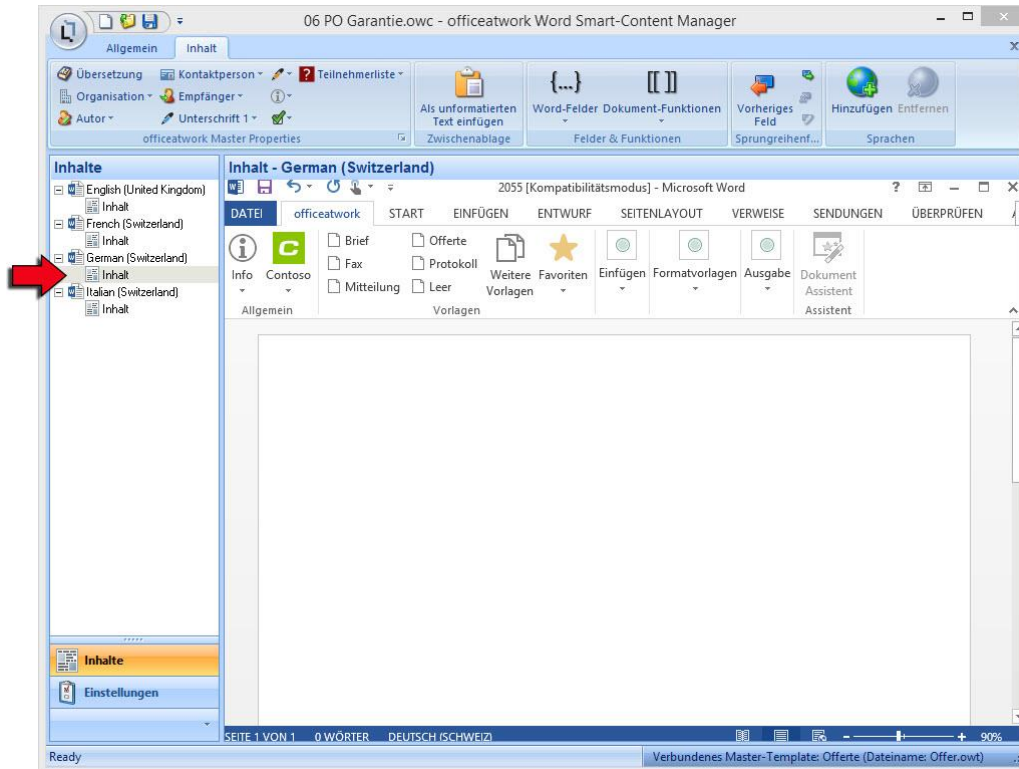 06 PO Garantie.owc - officeatwork Word Smart-Content Manager
Allgemein Inhalt
Übersetzung Kontaktperson Teilnehmerliste
Organisation Empfänger
Autor Unterschrift 1
officeatwork Master Properties
Als unformatierten
Text einfügen
Zwischenablage
{...} [[ ]]
Word-Felder Dokument-Funktionen
Felder & Funktionen
Vorheriges
Feld
Sprungreihenf...
Hinzufügen Entfernen
Sprachen
Inhalte
English (United Kingdom)
Inhalt
French (Switzerland)
Inhalt
German (Switzerland)
Inhalt
Italian (Switzerland)
Inhalt
Inhalte
Einstellungen
Inhalt - German (Switzerland)
2055 [Kompatibilitätsmodus] - Microsoft Word
DATEI officeatwork START EINFÜGEN ENTWURF SEITENLAYOUT VERWEISE SENDUNGEN ÜBERPRÜFEN
Info Contoso
Allgemein
Brief Offerte
Fax Protokoll
Mitteilung Leer
Weitere
Vorlagen
Favoriten
Vorlagen
Einfügen Formatvorlagen Ausgabe
Dokument
Assistent
Assistent
SEITE 1 VON 1 0 WÖRTER DEUTSCH (SCHWEIZ) 90%
Ready Verbundenes Master-Template: Offerte (Dateiname: Offer.owt)